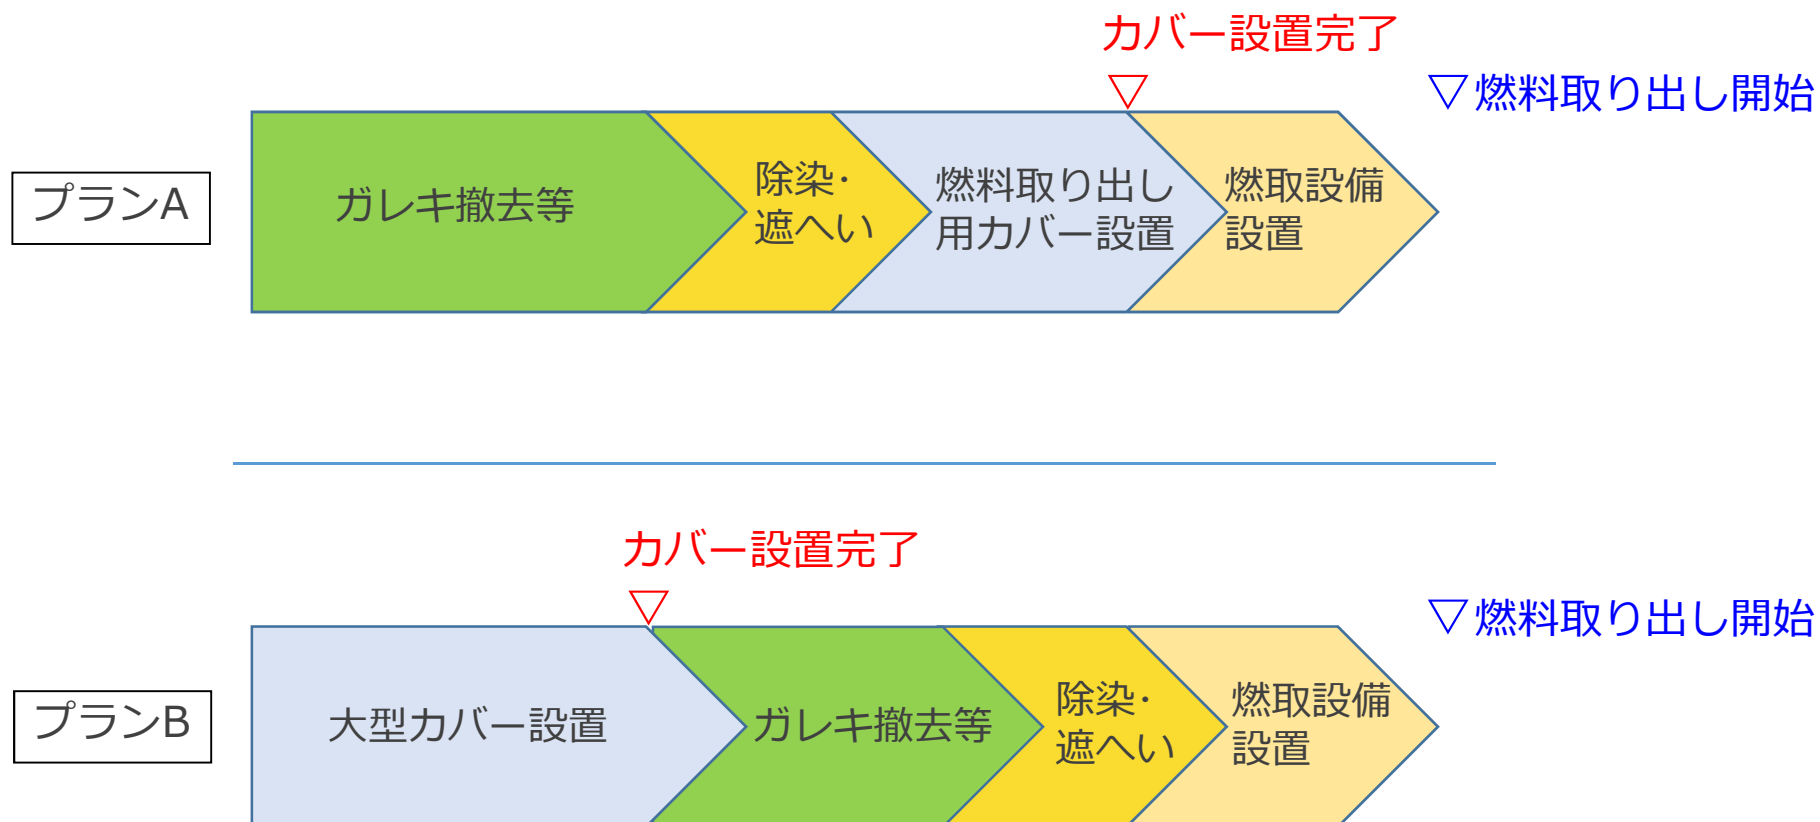 カバー設置完了
▽燃料取り出し開始
▽
プランA
ガレキ撤去等
除染・
遮へい
燃料取り出し
用カバー設置
燃取設備
設置
カバー設置完了
▽燃料取り出し開始
▽
プランB
大型カバー設置
ガレキ撤去等
除染・
遮へい
燃取設備
設置